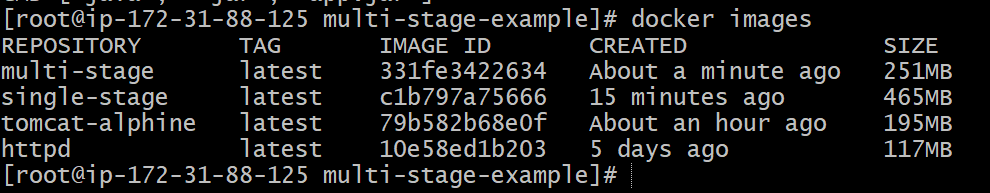 [root@ip-172-31-88-125 multi-stage-example]# docker images
REPOSITORY TAG IMAGE ID CREATED SIZE
multi-stage latest 331fe3422634 About a minute ago 251MB
single-stage latest c1b797a75666 15 minutes ago 465MB
tomcat-alphine latest 79b582b68e0f About an hour ago 195MB
httpd latest 10e58ed1b203 5 days ago 117MB
[root@ip-172-31-88-125 multi-stage-example]#